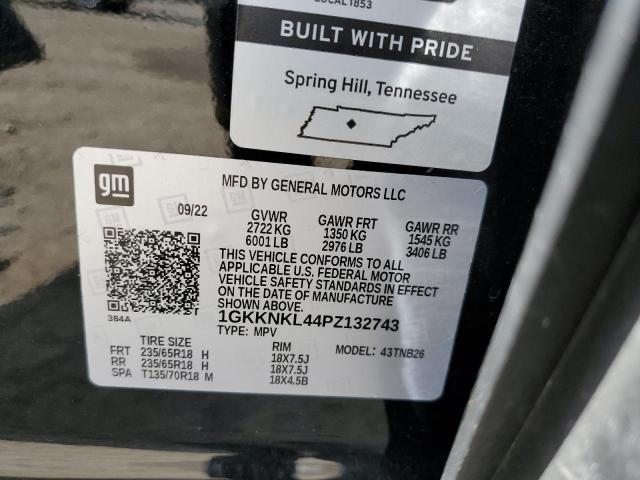 LOCAL 1853
BUILT WITH PRIDE
Spring Hill, Tennessee
gm
MFD BY GENERAL MOTORS LLC
09/22 GVWR GAWR FRT GAWR RR
2722 KG 1350 KG 1545 KG
6001 LB 2976 LB 3406 LB
THIS VEHICLE CONFORMS TO ALL
APPLICABLE U.S. FEDERAL MOTOR
VEHICLE SAFETY STANDARDS IN EFFECT
ON THE DATE OF MANUFACTURE
SHOWN ABOVE.
1GKKNKL44PZ132743
384A
TYPE: MPV
TIRE SIZE RIM MODEL: 43TNB26
FRT 235/65R18 H 18X7.5J
RR 235/65R18 H 18X7.5J
SPA T135/70R18 M 18X4.5B